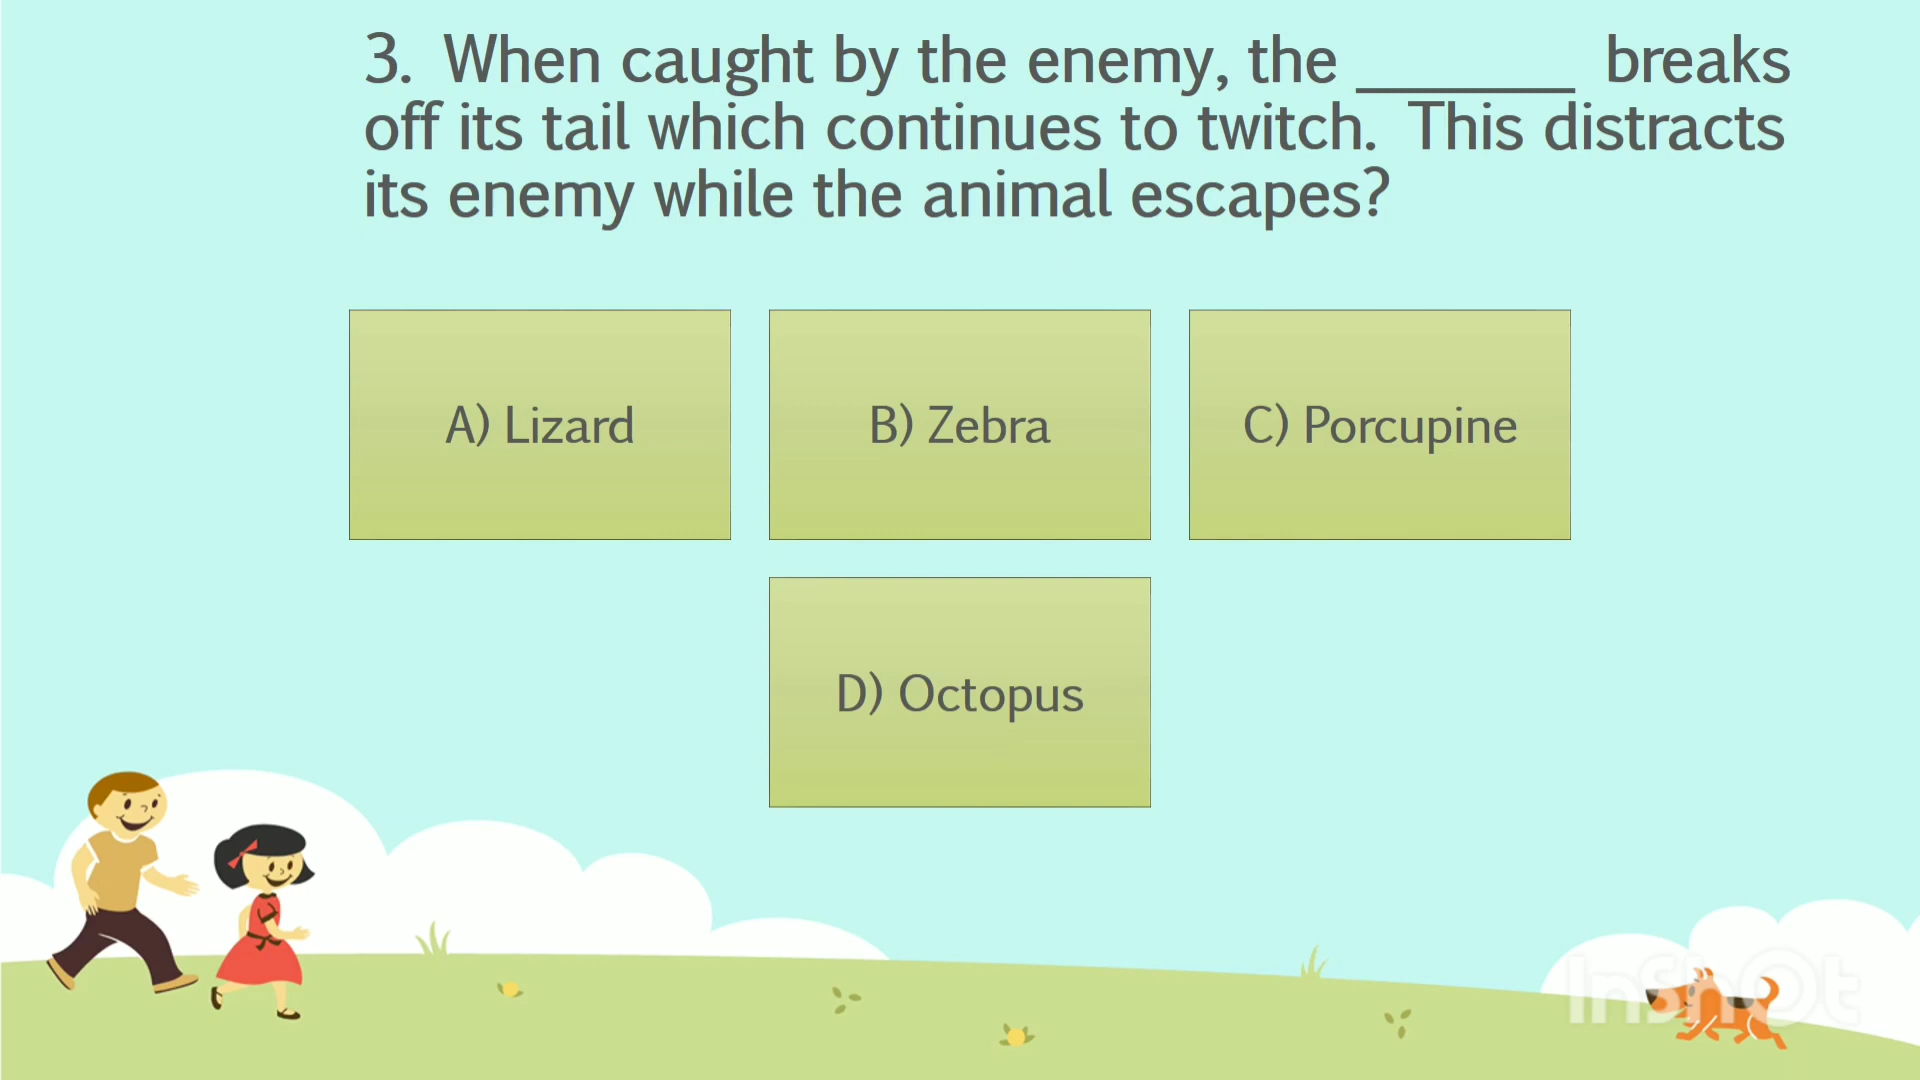 3. When caught by the enemy, the _______ breaks
off its tail which continues to twitch. This distracts
its enemy while the animal escapes?
A) Lizard
B) Zebra
C) Porcupine
D) Octopus
InShOt